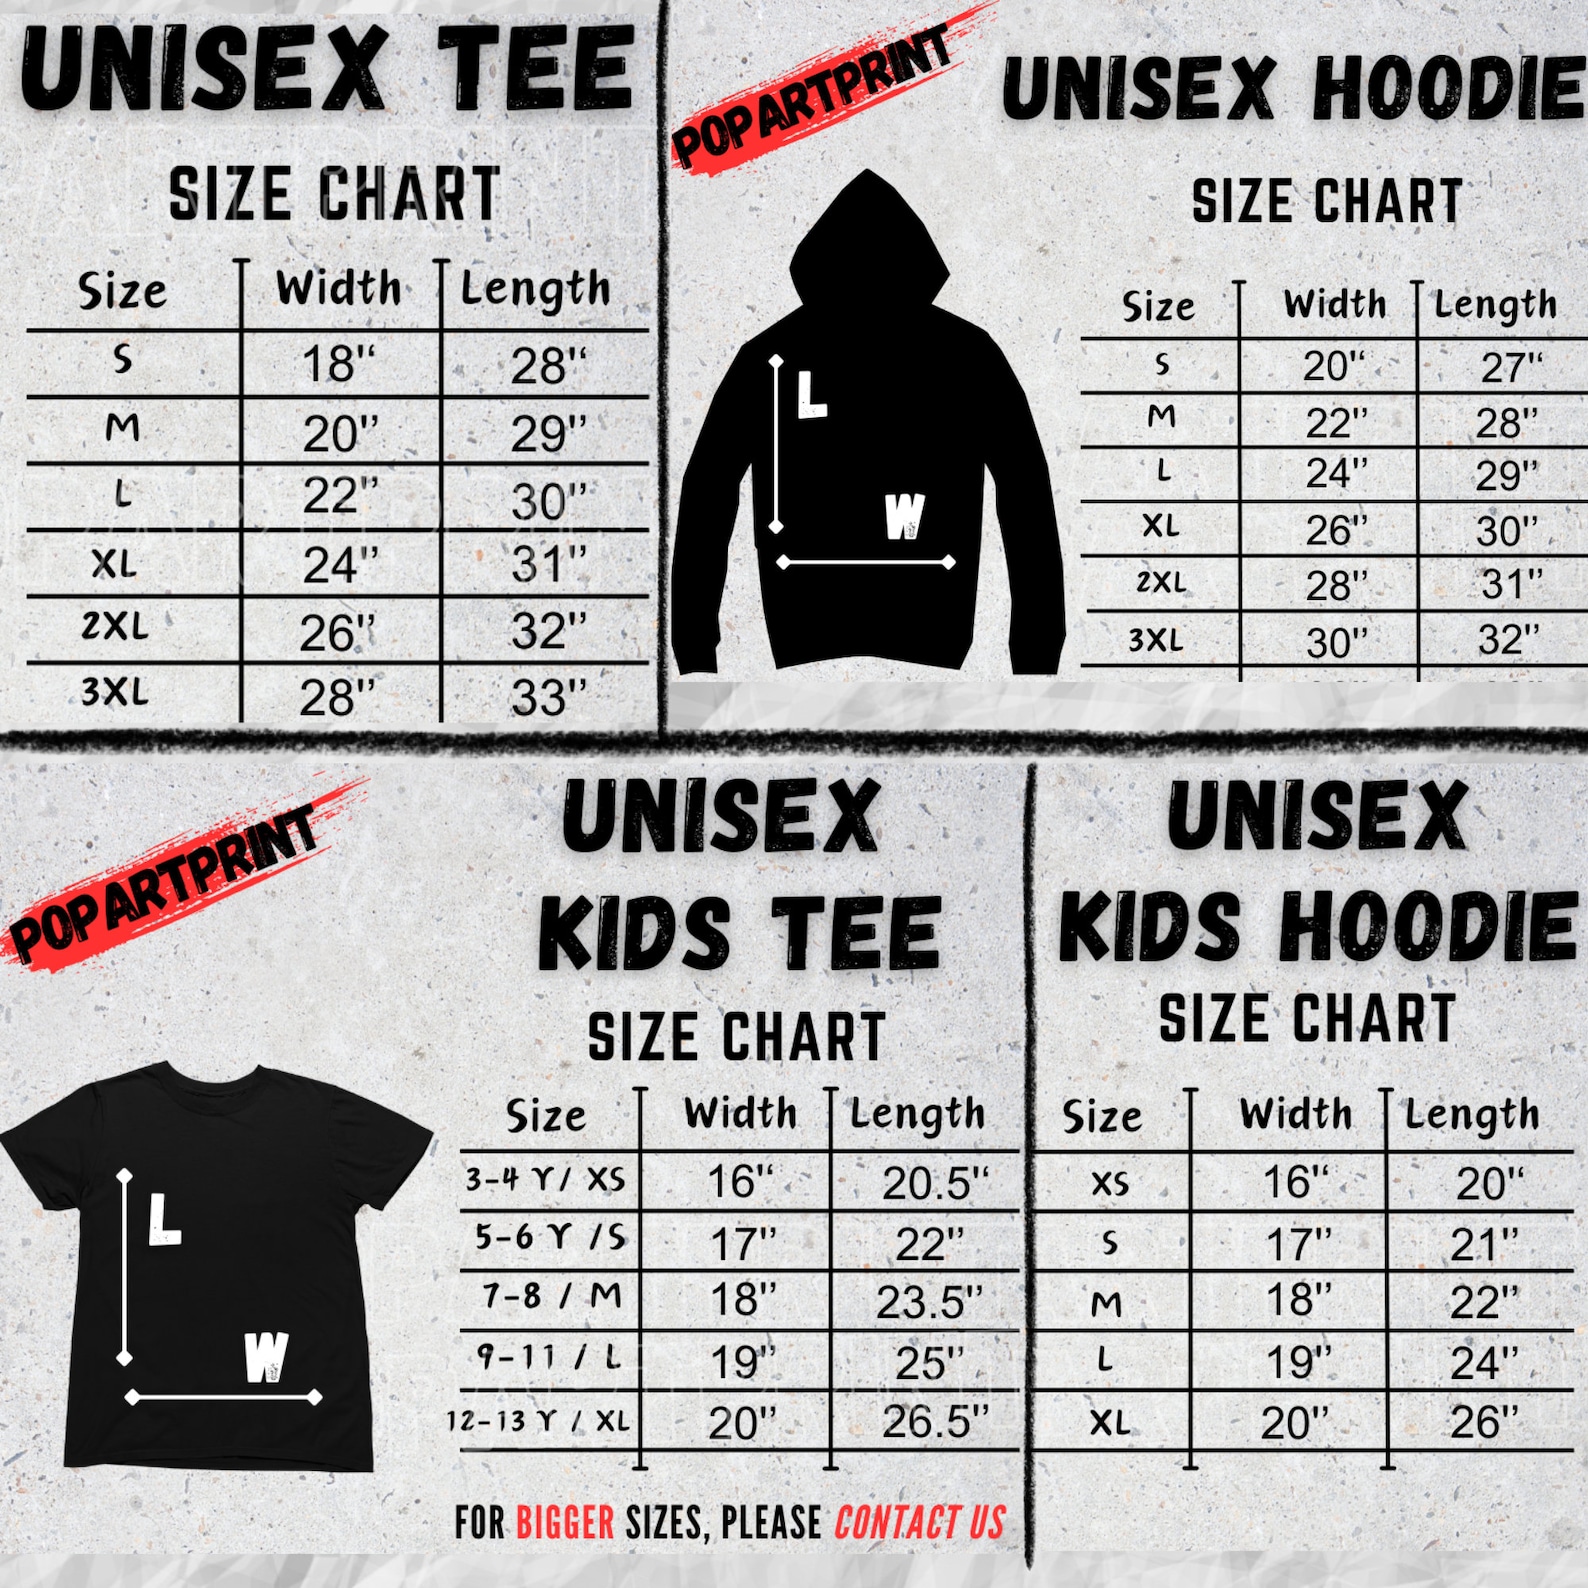 UNISEX TEE
SIZE CHART
Size Width Length
S 18" 28"
M 20" 29"
L 22" 30"
XL 24" 31"
2XL 26" 32"
3XL 28" 33"
POPARTPRINT
UNISEX HOODIE
SIZE CHART
L
W
Size Width Length
S 20" 27"
M 22" 28"
L 24" 29"
XL 26" 30"
2XL 28" 31"
3XL 30" 32"
POPARTPRINT
L
W
UNISEX
KIDS TEE
SIZE CHART
Size Width Length
3-4 Y/ XS 16" 20.5"
5-6 Y /S 17" 22"
7-8 / M 18" 23.5"
9-11 / L 19" 25"
12-13 Y / XL 20" 26.5"
FOR BIGGER SIZES, PLEASE CONTACT US
UNISEX
KIDS HOODIE
SIZE CHART
Size Width Length
XS 16" 20"
S 17" 21"
M 18" 22"
L 19" 24"
XL 20" 26"